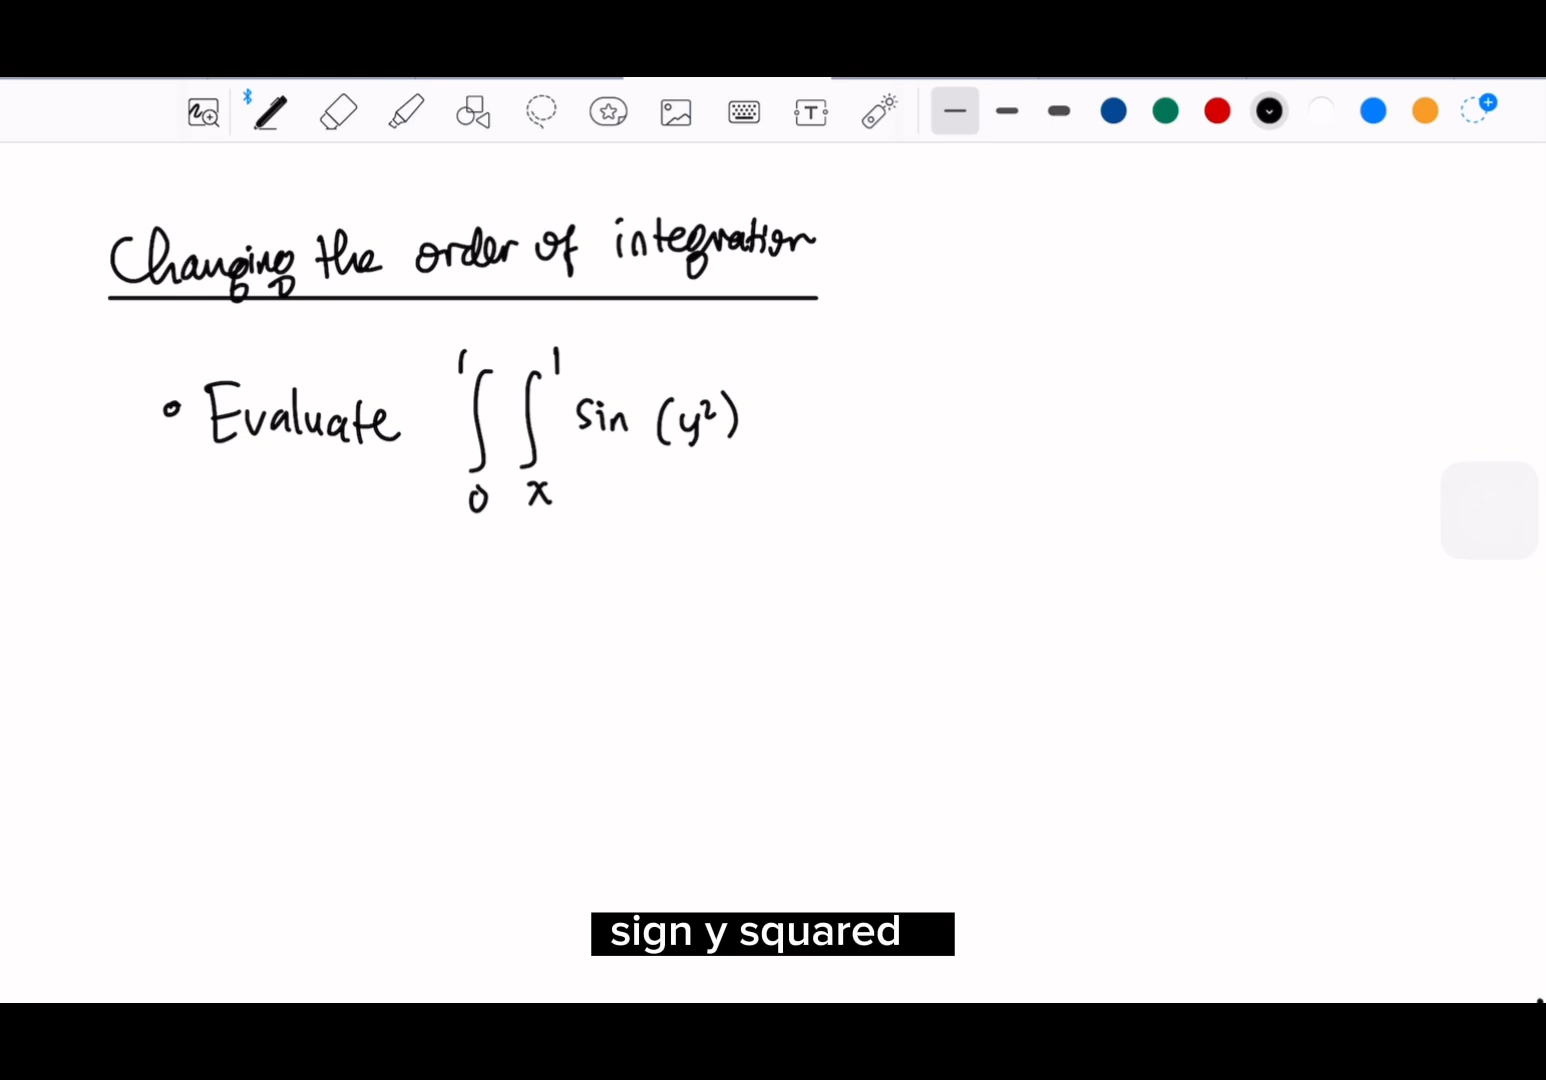 Changing the order of integration
• Evaluate ∫₀¹ ∫ₓ¹ sin (y²)
sign y squared